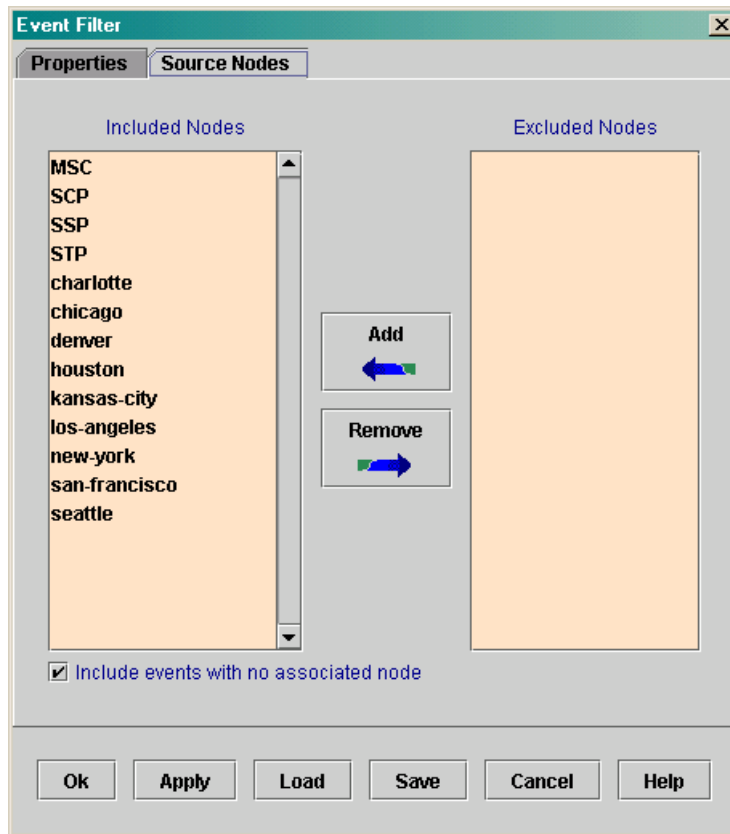 Event Filter
Properties
Source Nodes
Included Nodes
Excluded Nodes
MSC
SCP
SSP
STP
charlotte
chicago
denver
houston
kansas-city
los-angeles
new-york
san-francisco
seattle
Add
Remove
Include events with no associated node
Ok
Apply
Load
Save
Cancel
Help